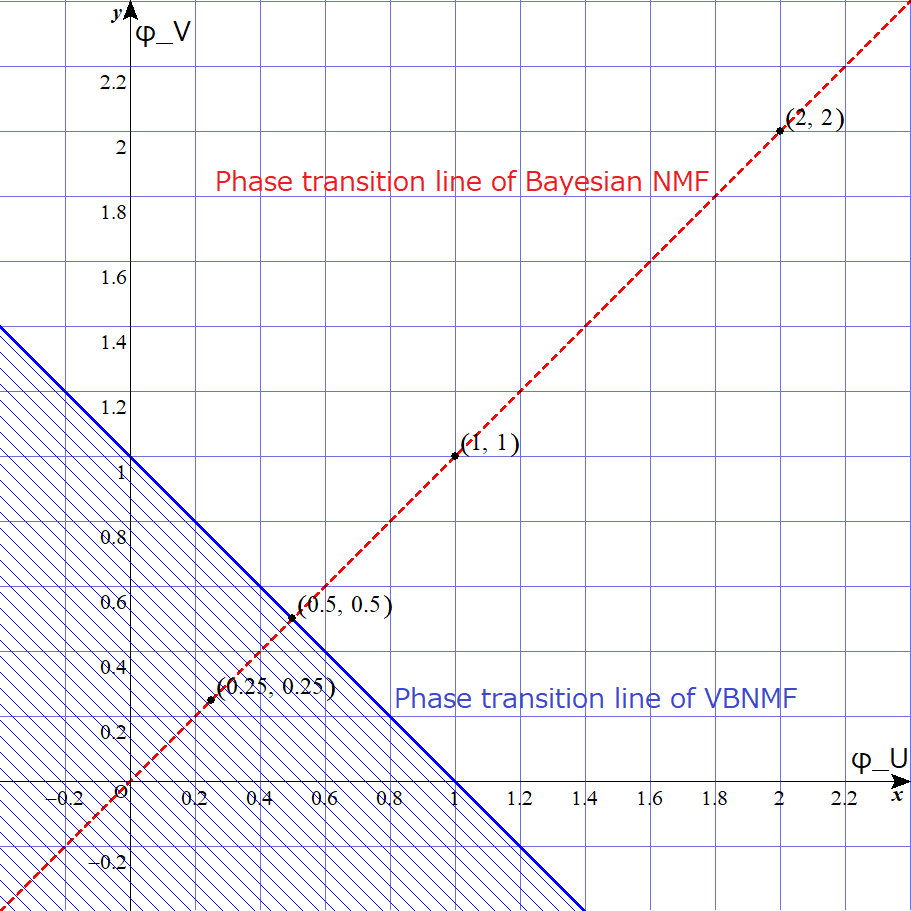 y
φ_V
2.2
(2, 2)
2
Phase transition line of Bayesian NMF
1.8
1.6
1.4
1.2
(1, 1)
1
0.8
0.6
(0.5, 0.5)
0.4
(0.25, 0.25)
Phase transition line of VBNMF
0.2
φ_U
−0.2 O 0.2 0.4 0.6 0.8 1 1.2 1.4 1.6 1.8 2 2.2 x
−0.2